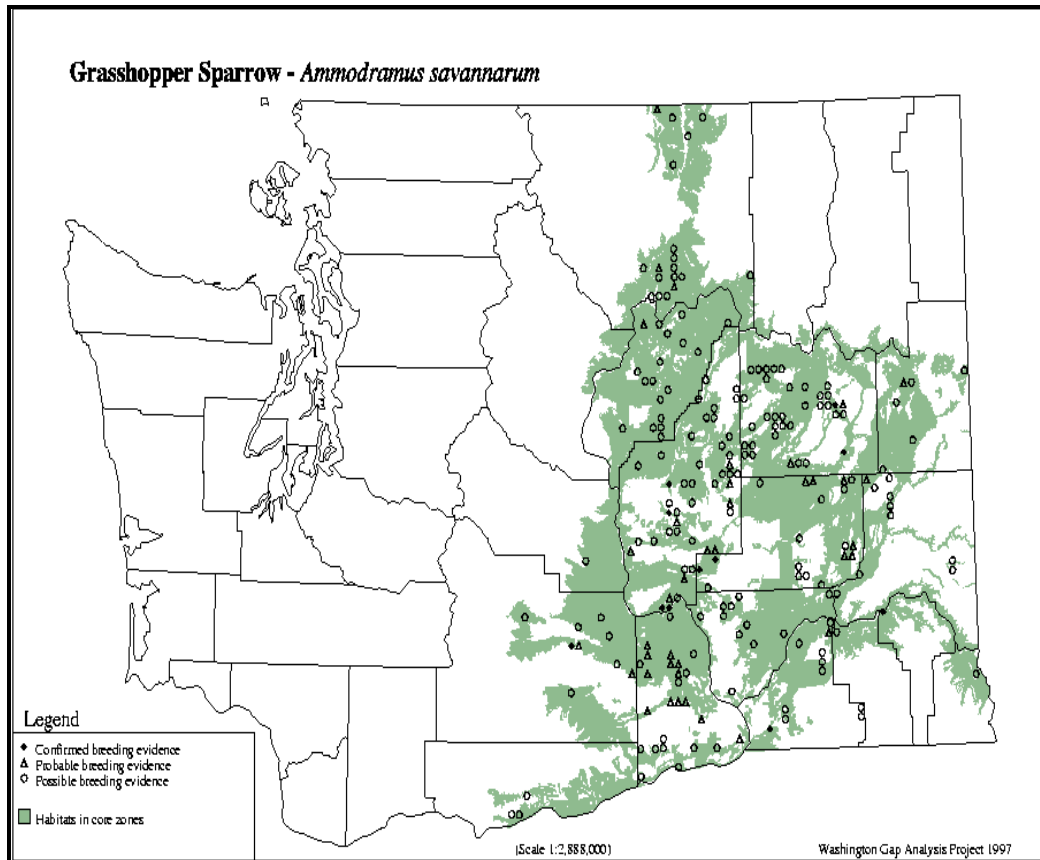 Grasshopper Sparrow - Ammodramus savannarum
Legend
Confirmed breeding evidence
Probable breeding evidence
Possible breeding evidence
Habitats in core zones
(Scale 1:2,888,000)
Washington Gap Analysis Project 1997